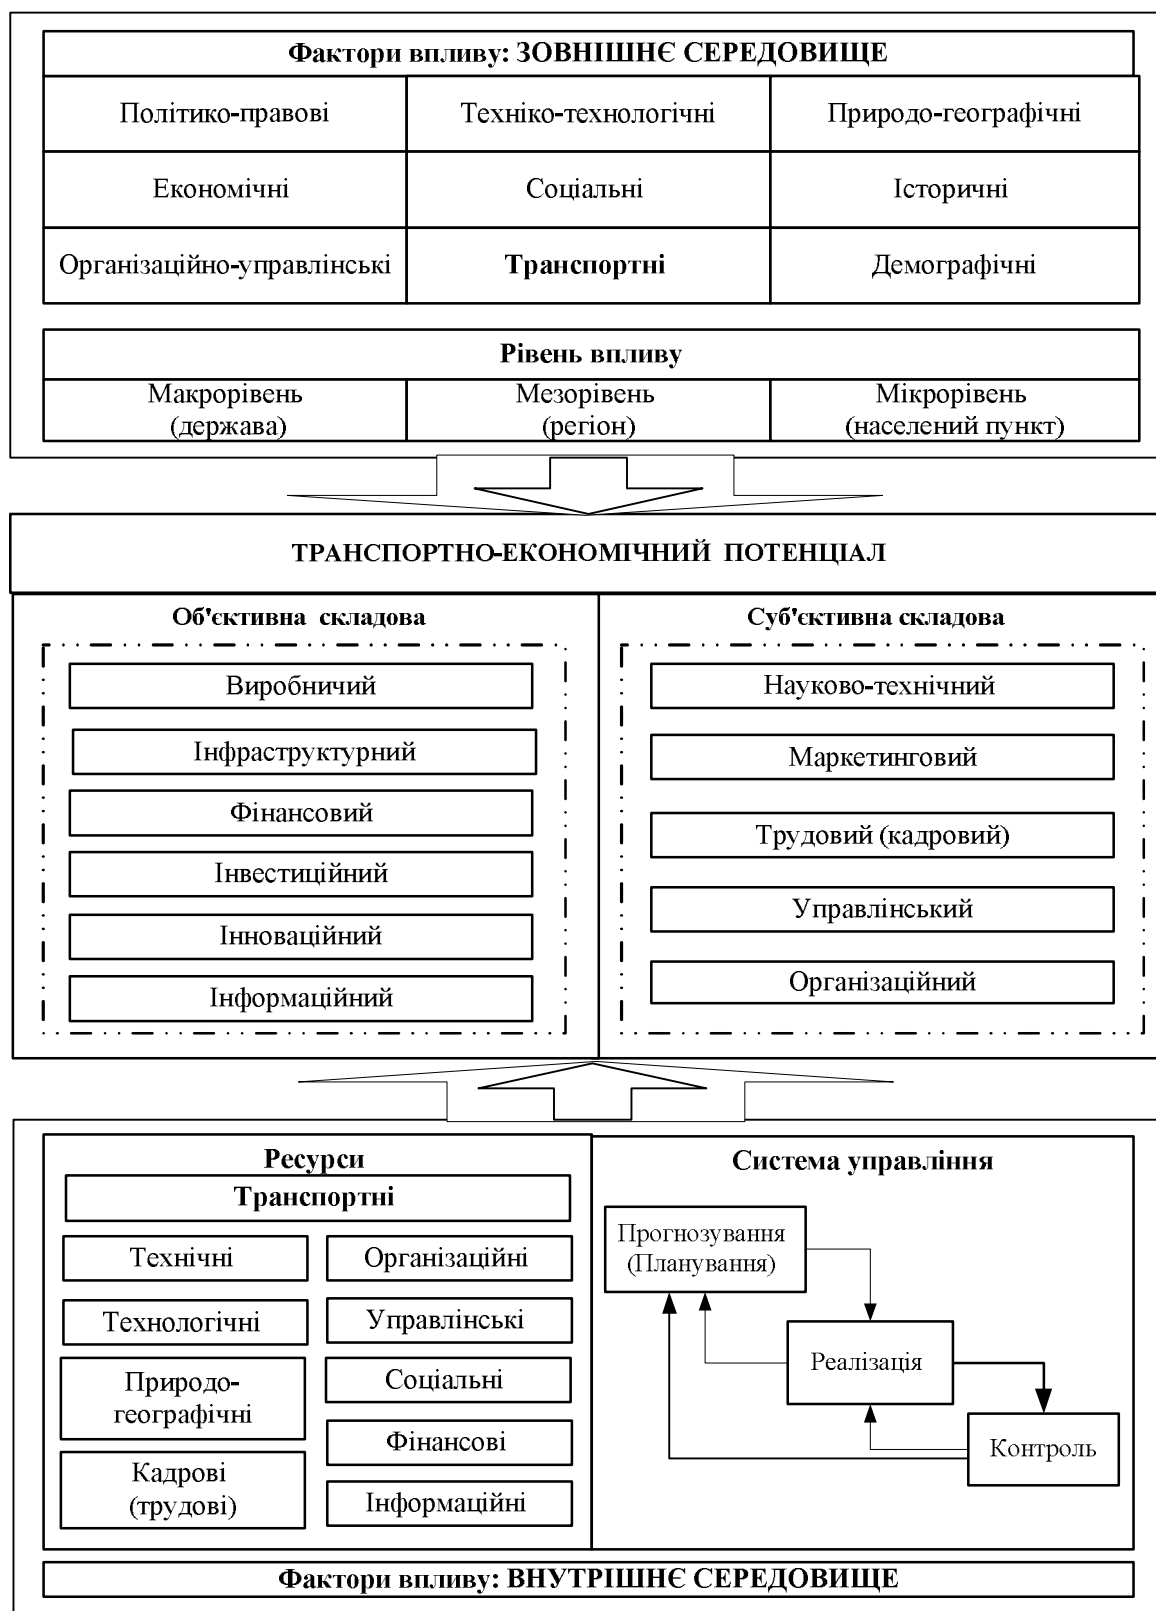 Фактори впливу: ЗОВНІШНЄ СЕРЕДОВИЩЕ
Політико-правові
Техніко-технологічні
Природо-географічні
Економічні
Соціальні
Історичні
Організаційно-управлінські
Транспортні
Демографічні
Рівень впливу
Макрорівень
(держава)
Мезорівень
(регіон)
Мікрорівень
(населений пункт)
ТРАНСПОРТНО-ЕКОНОМІЧНИЙ ПОТЕНЦІАЛ
Об'єктивна складова
Виробничий
Інфраструктурний
Фінансовий
Інвестиційний
Інноваційний
Інформаційний
Суб'єктивна складова
Науково-технічний
Маркетинговий
Трудовий (кадровий)
Управлінський
Організаційний
Ресурси
Транспортні
Технічні
Технологічні
Природо-
географічні
Кадрові
(трудові)
Організаційні
Управлінські
Соціальні
Фінансові
Інформаційні
Система управління
Прогнозування
(Планування)
Реалізація
Контроль
Фактори впливу: ВНУТРІШНЄ СЕРЕДОВИЩЕ